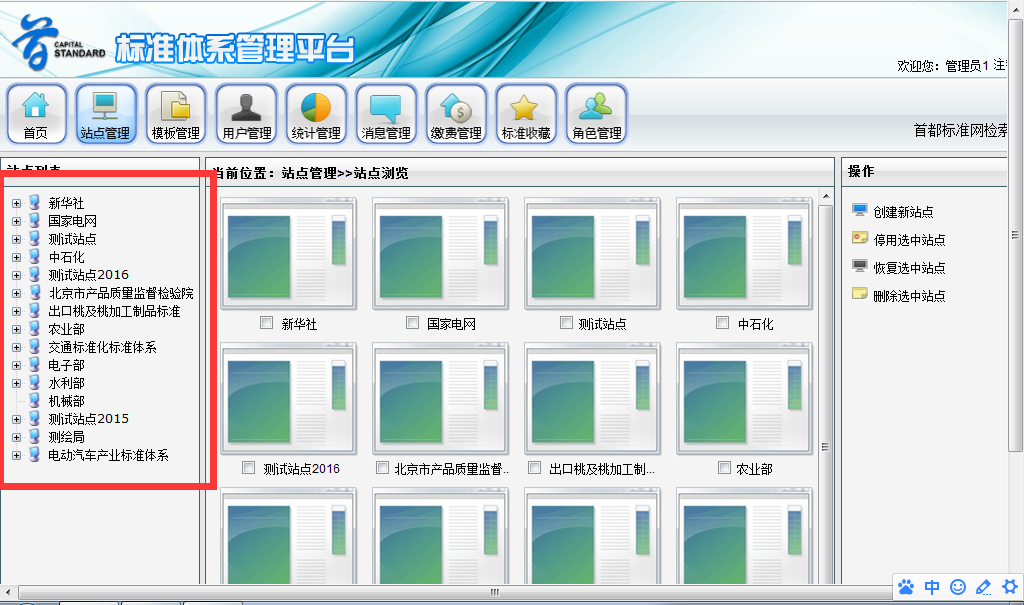 首
CAPITAL
STANDARD
标准体系管理平台
欢迎您：管理员1 注
首页
站点管理
模板管理
用户管理
统计管理
消息管理
缴费管理
标准收藏
角色管理
首都标准网检索
站点列表
新华社
国家电网
测试站点
中石化
测试站点2016
北京市产品质量监督检验院
出口桃及桃加工制品标准
农业部
交通标准化标准体系
电子部
水利部
机械部
测试站点2015
测绘局
电动汽车产业标准体系
当前位置：站点管理>>站点浏览
新华社
国家电网
测试站点
中石化
测试站点2016
北京市产品质量监督..
出口桃及桃加工制...
农业部
操作
创建新站点
停用选中站点
恢复选中站点
删除选中站点
中